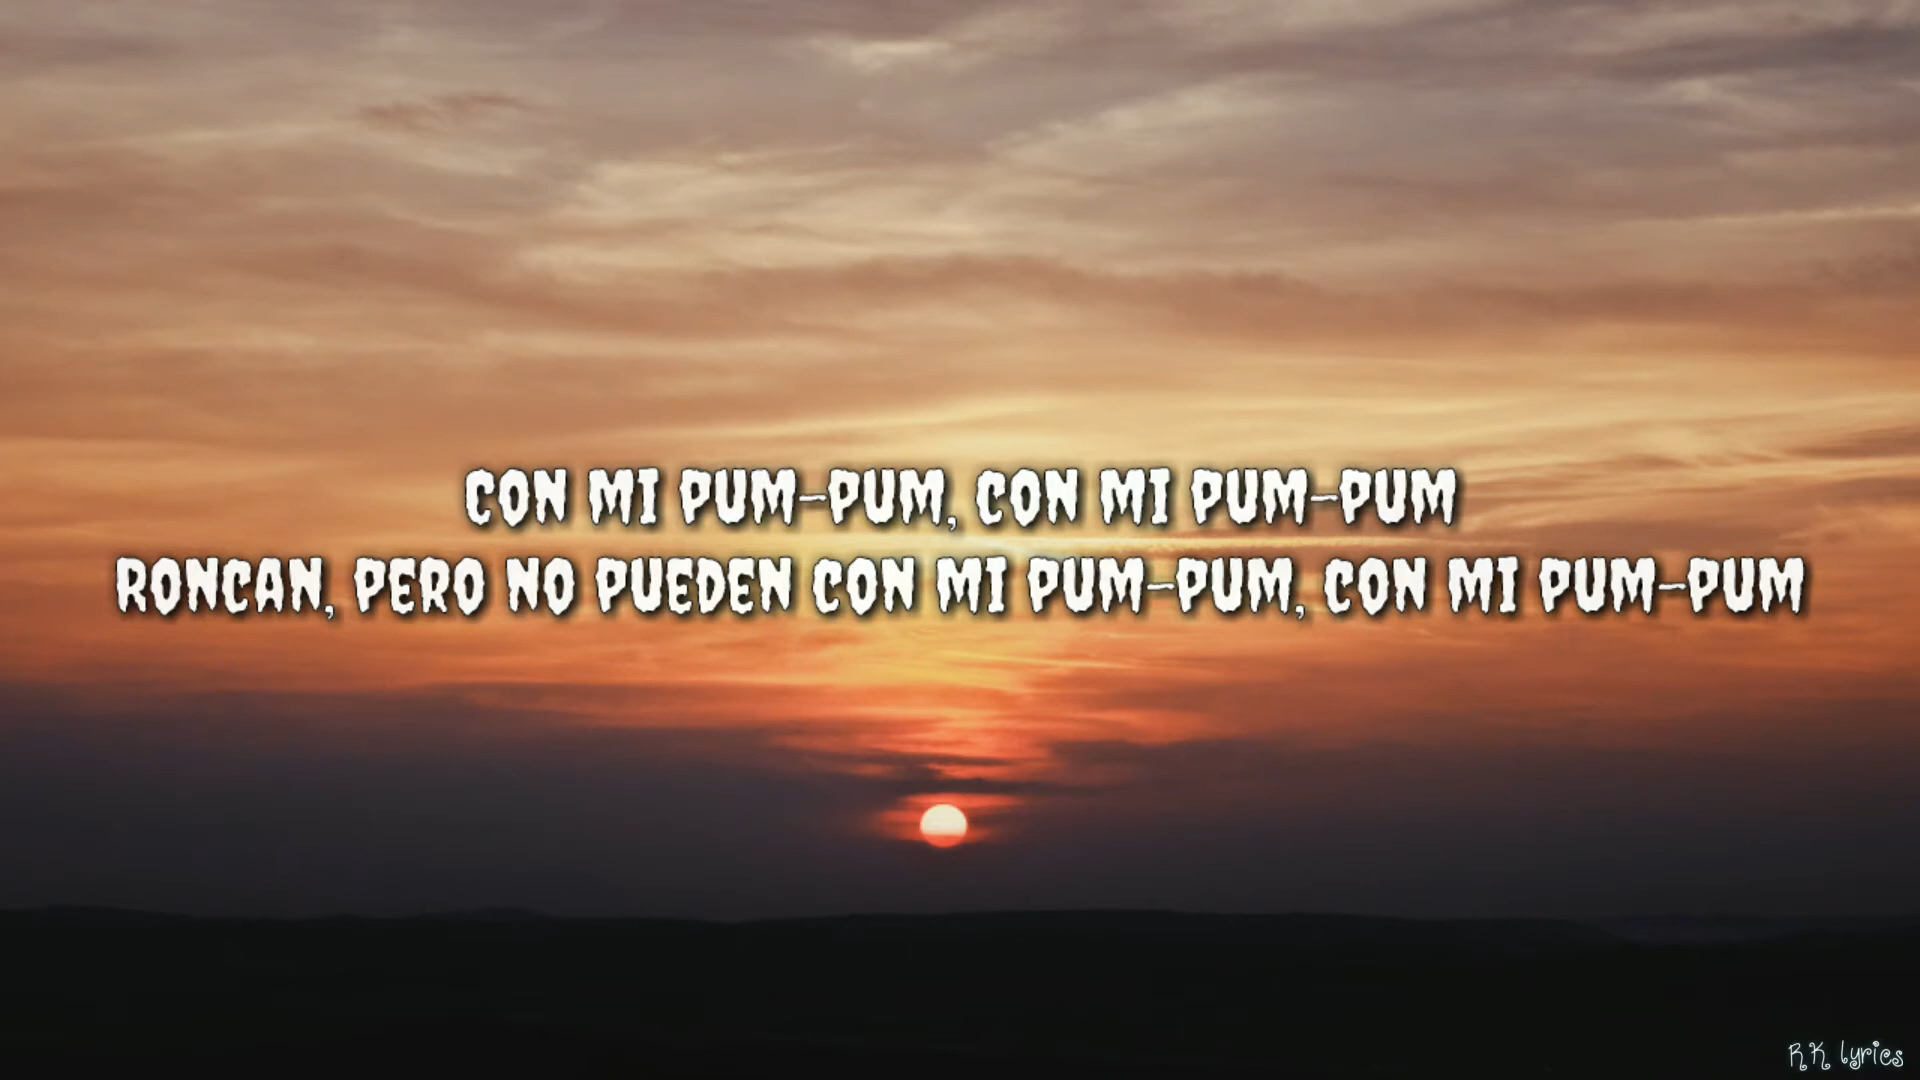 CON MI PUM-PUM, CON MI PUM-PUM
RONCAN, PERO NO PUEDEN CON MI PUM-PUM, CON MI PUM-PUM
RK lyrics